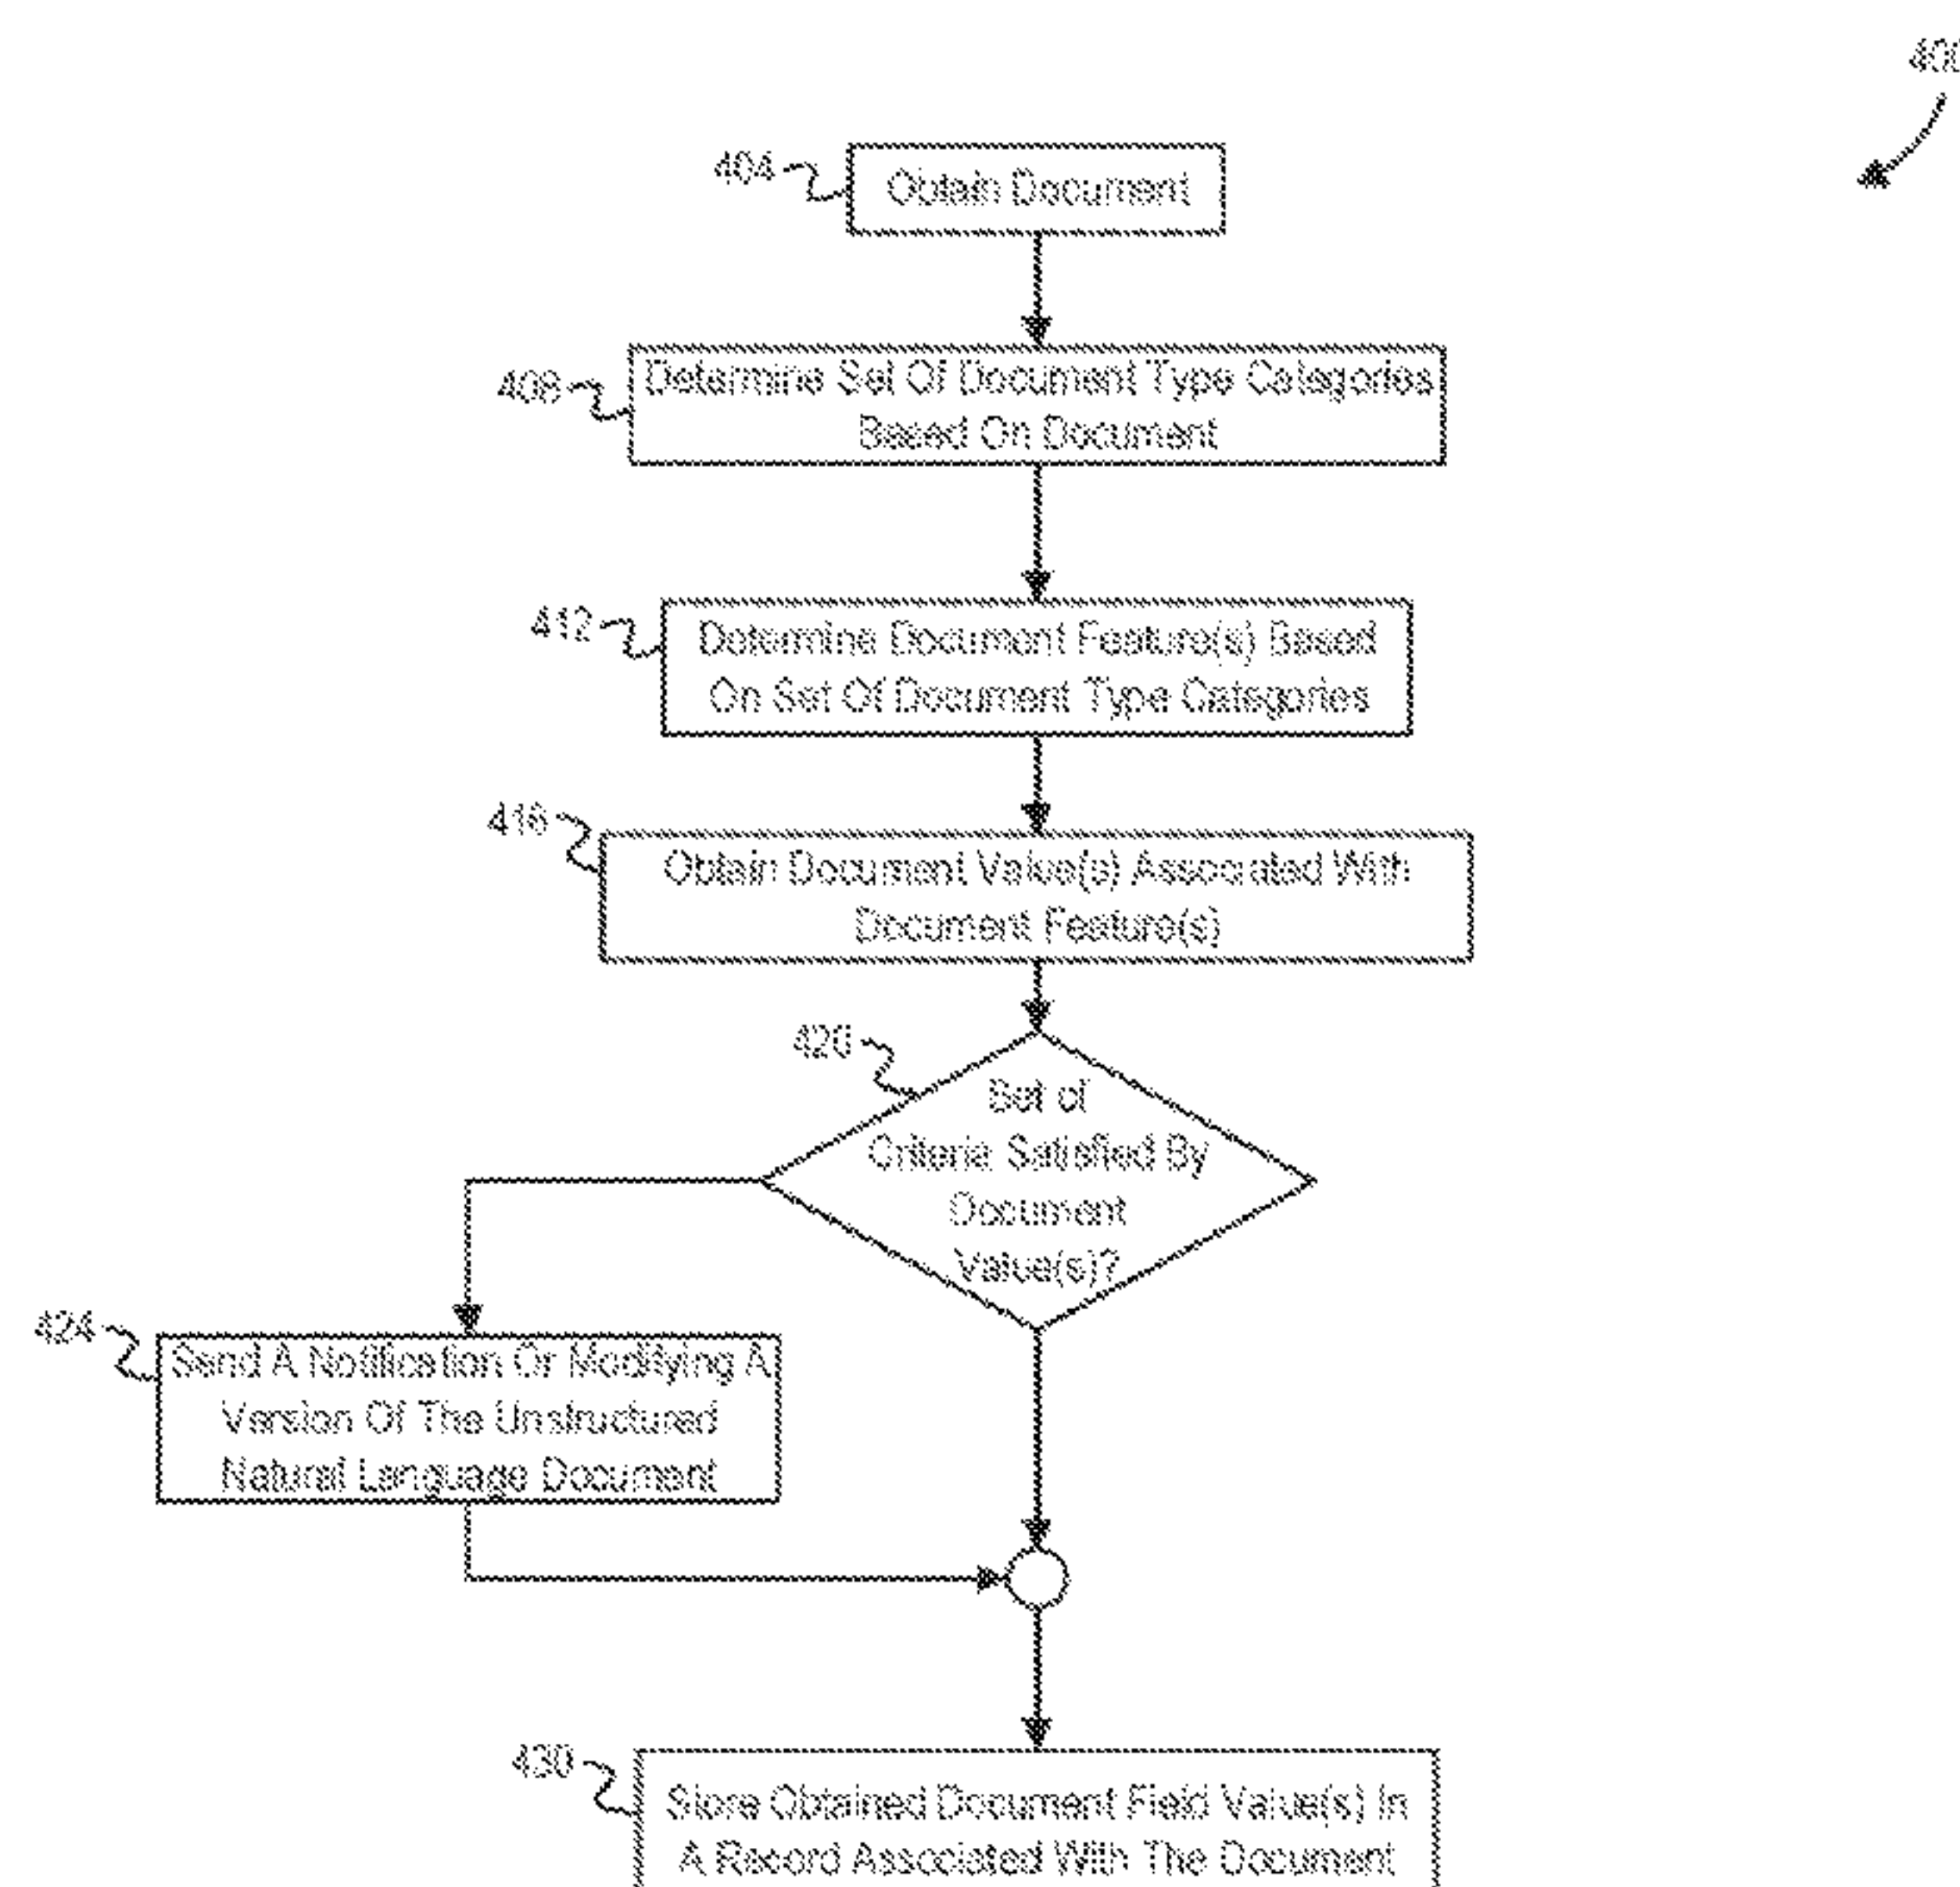 400
404
Obtain Document
408
Determine Set Of Document Type Categories
Based On Document
412
Determine Document Feature(s) Based
On Set Of Document Type Categories
416
Obtain Document Value(s) Associated With
Document Feature(s)
420
Set of
Criteria Satisfied By
Document
Value(s)?
424
Send A Notification Or Modifying A
Version Of The Unstructured
Natural Language Document
430
Store Obtained Document Field Value(s) In
A Record Associated With The Document